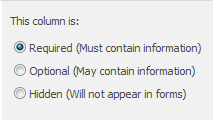 This column is:
Required (Must contain information)
Optional (May contain information)
Hidden (Will not appear in forms)